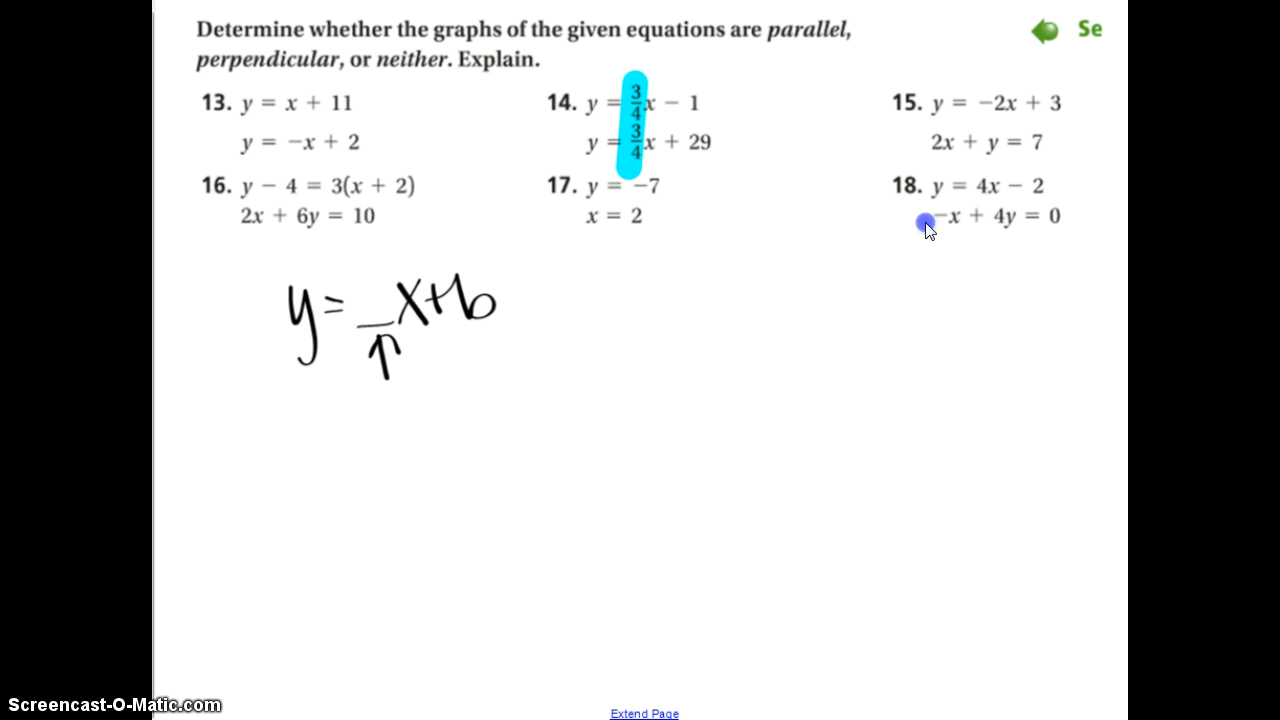 Determine whether the graphs of the given equations are parallel,
perpendicular, or neither. Explain.
Se
13. y = x + 11
y = −x + 2
14. y = 3/4x − 1
y = 3/4x + 29
15. y = −2x + 3
2x + y = 7
16. y − 4 = 3(x + 2)
2x + 6y = 10
17. y = −7
x = 2
18. y = 4x − 2
−x + 4y = 0
y = _x+b
Screencast-O-Matic.com
Extend Page